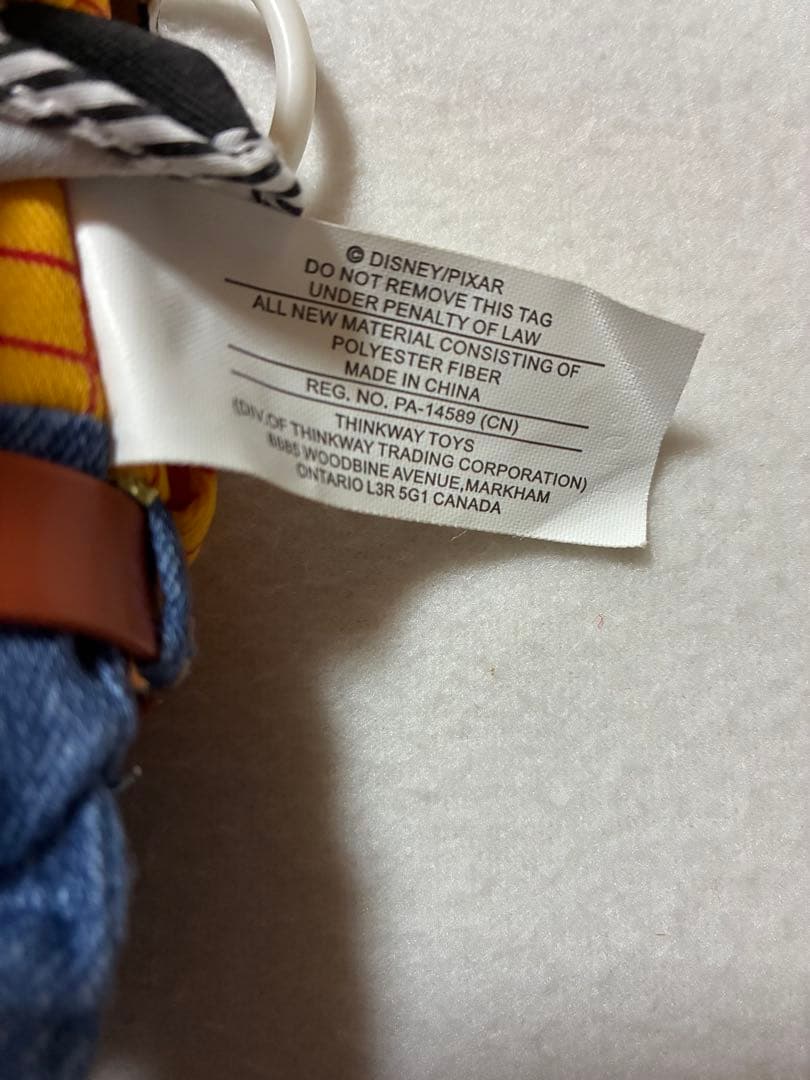 © DISNEY/PIXAR
DO NOT REMOVE THIS TAG
UNDER PENALTY OF LAW
ALL NEW MATERIAL CONSISTING OF
POLYESTER FIBER
MADE IN CHINA
REG. NO. PA-14589 (CN)
THINKWAY TOYS
(DIV.OF THINKWAY TRADING CORPORATION)
8885 WOODBINE AVENUE,MARKHAM
ONTARIO L3R 5G1 CANADA